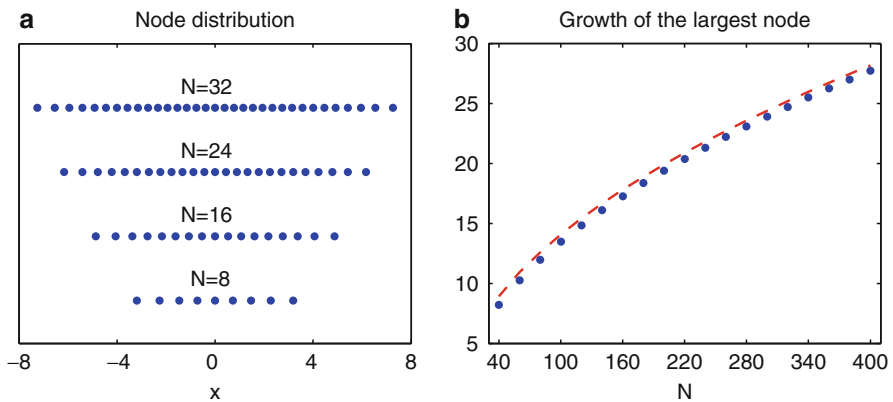 a Node distribution
N=32
N=24
N=16
N=8
−8 −4 0 4 8
x
b Growth of the largest node
30
25
20
15
10
5
40 100 160 220 280 340 400
N